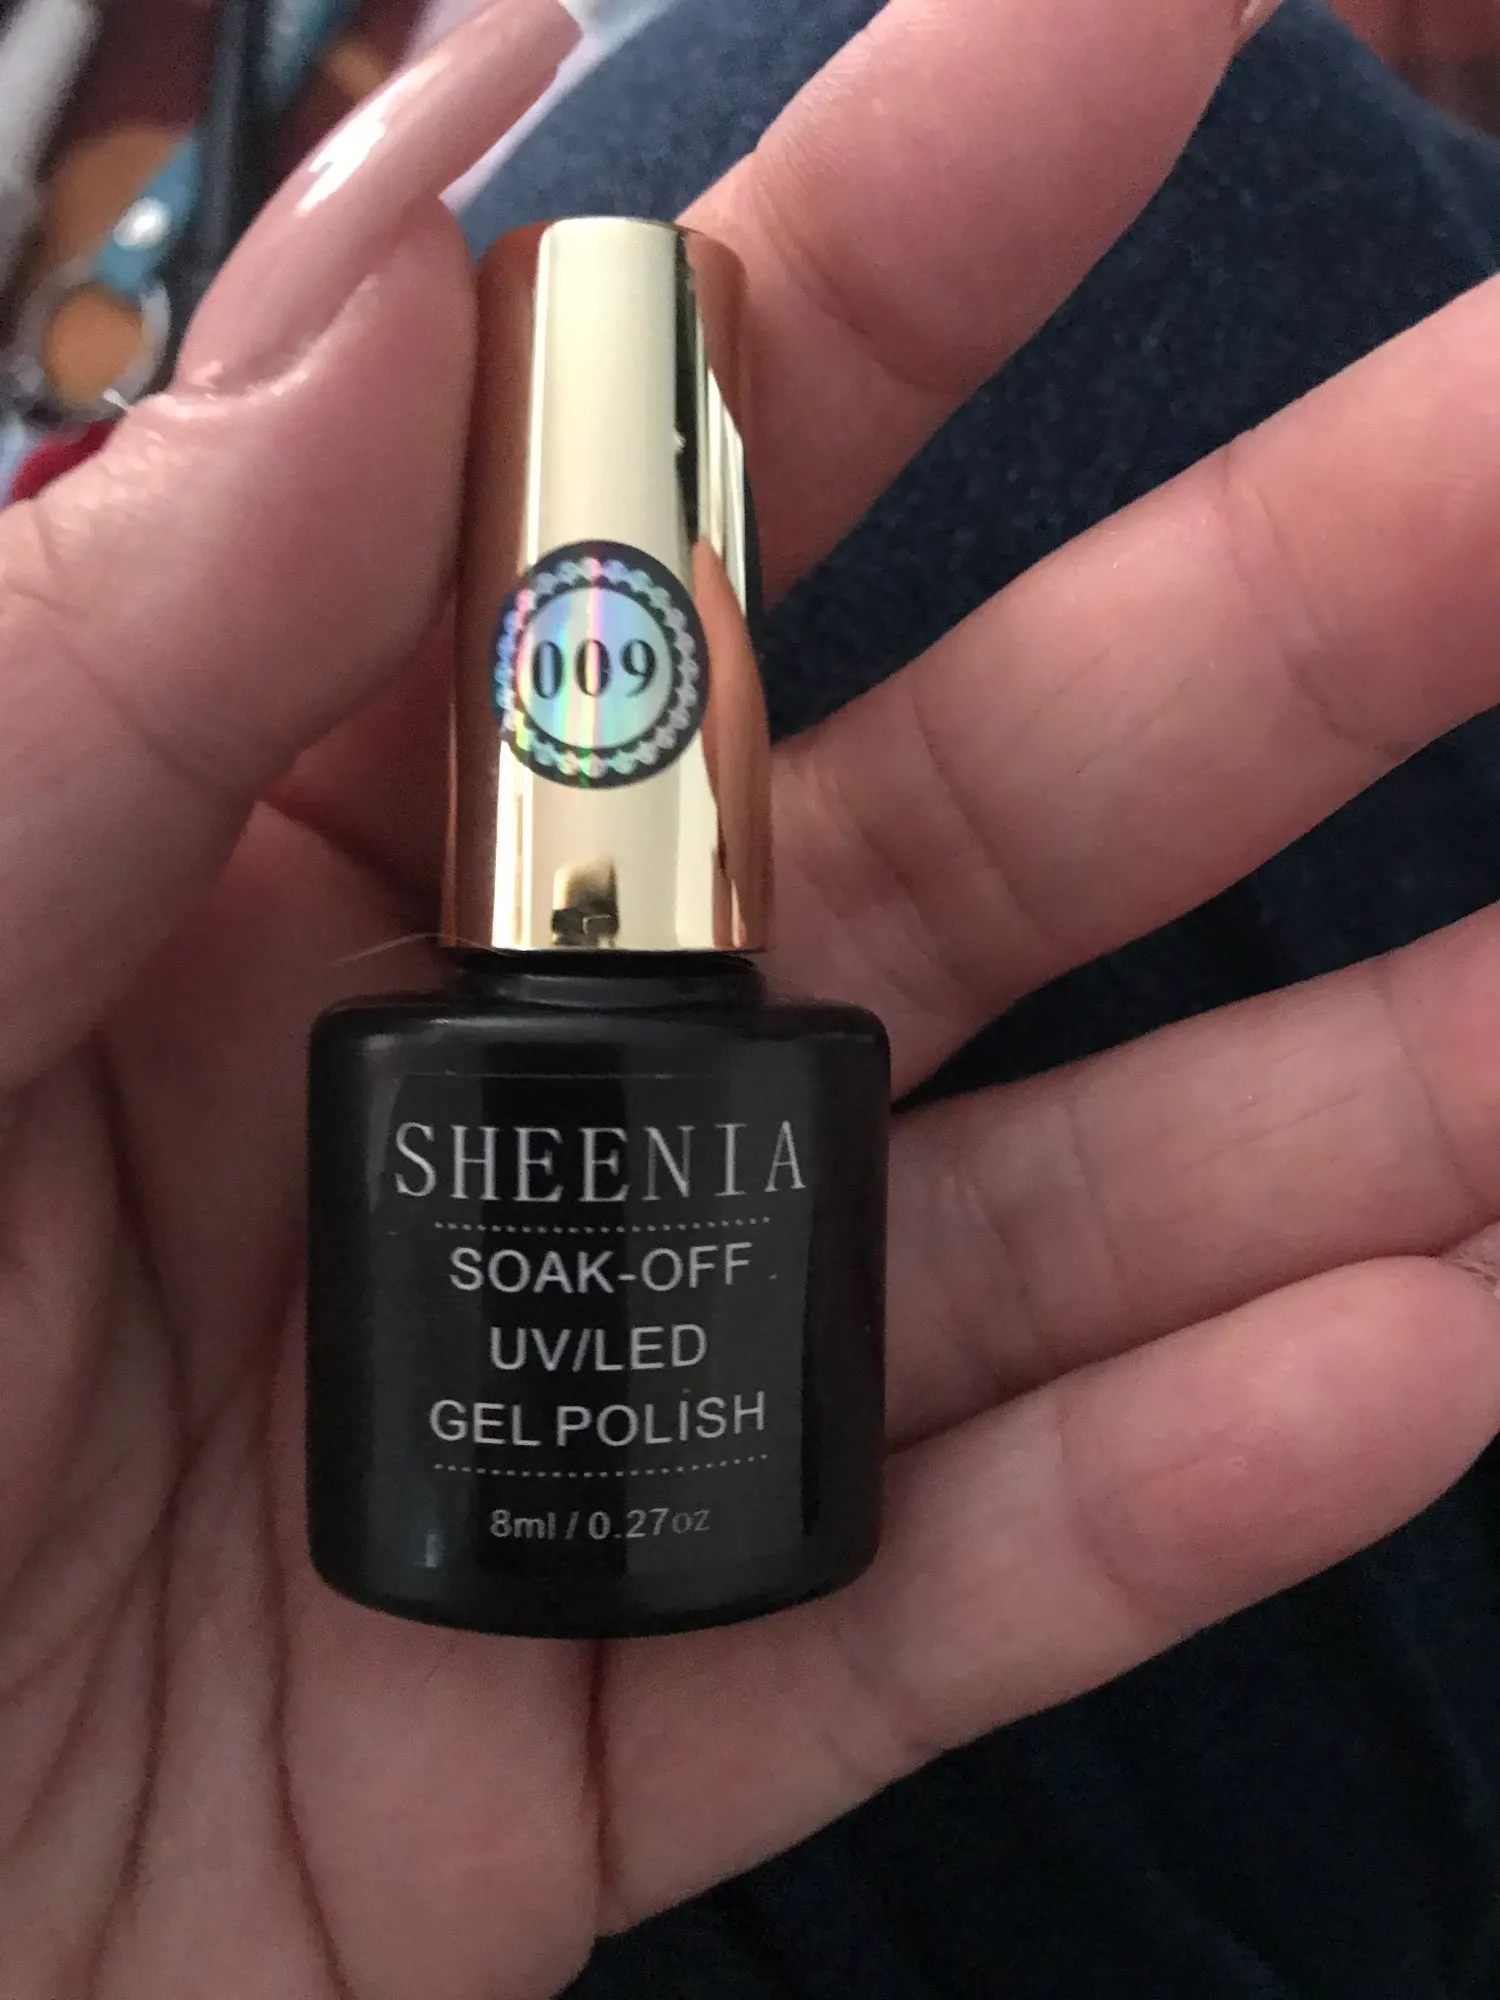 009
SHEENIA
SOAK-OFF
UV/LED
GEL POLISH
8ml / 0.27oz